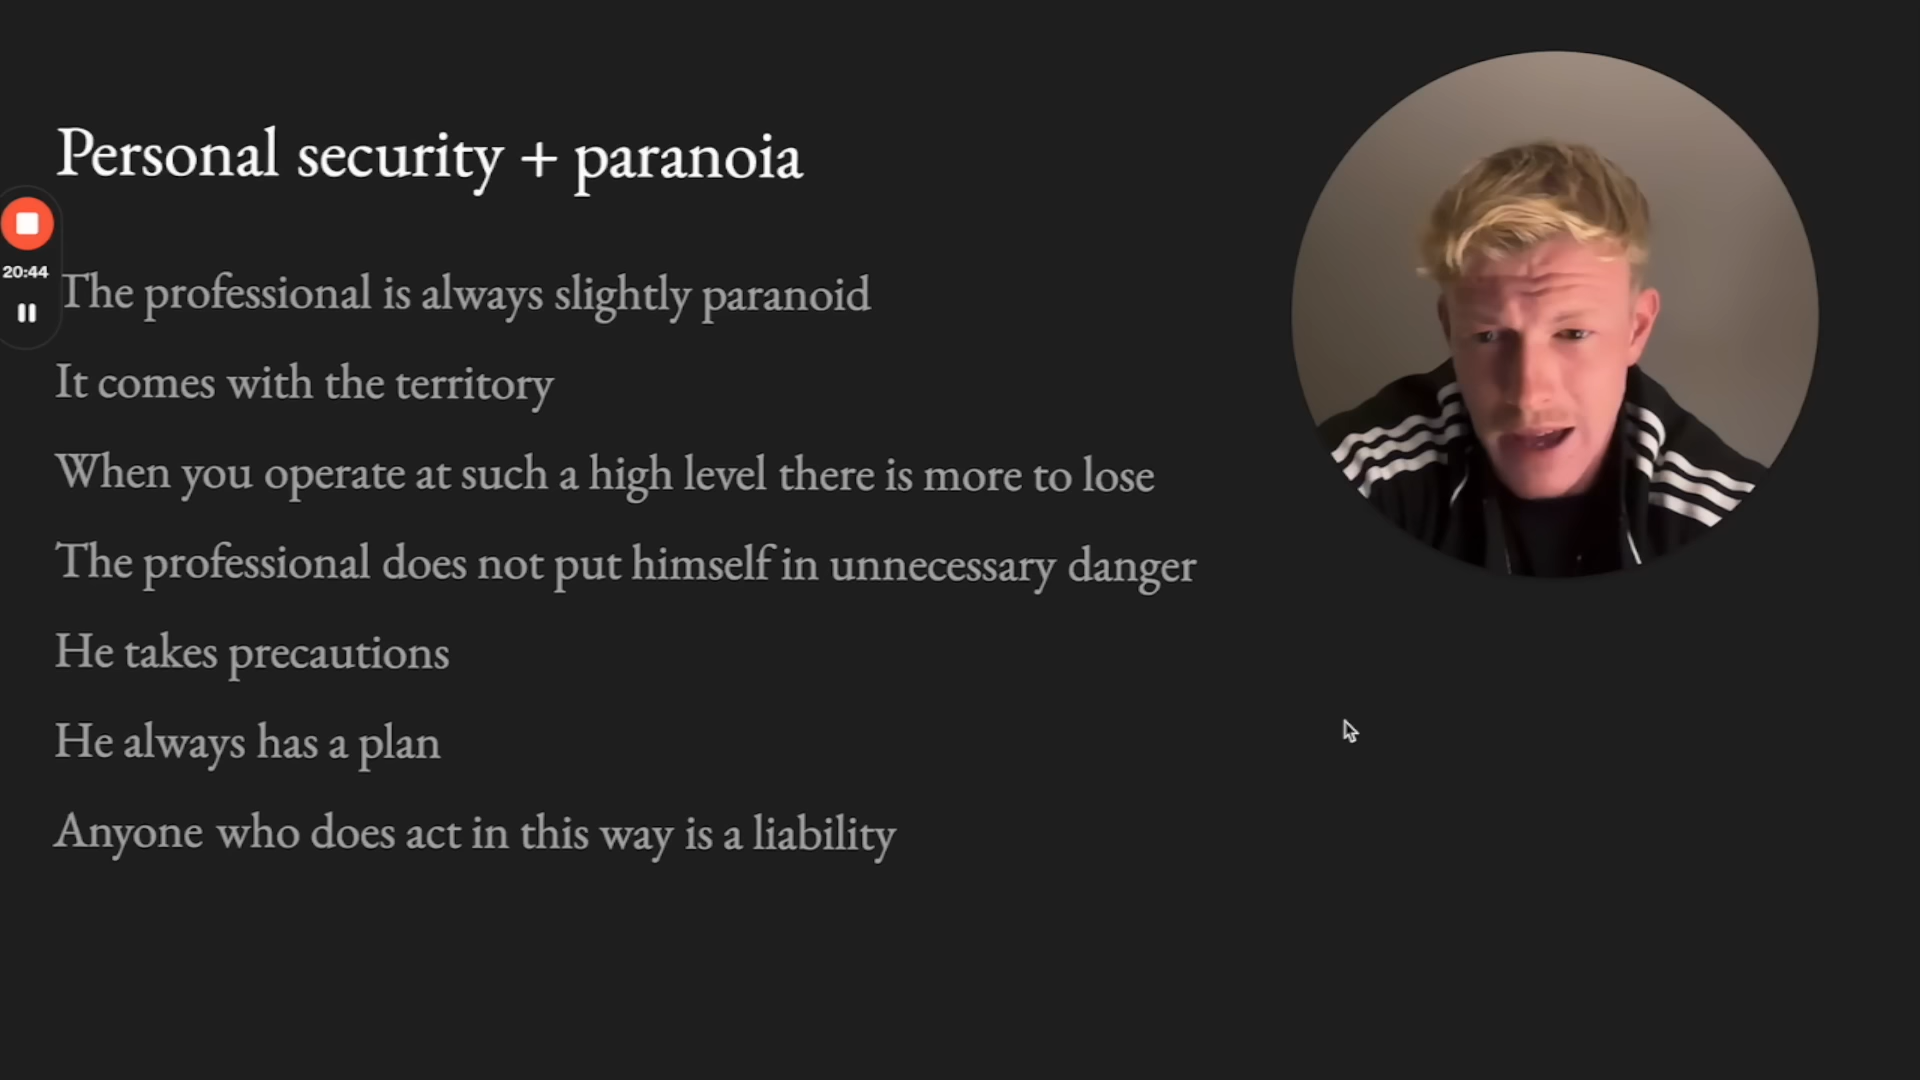 Personal security + paranoia
20:44
The professional is always slightly paranoid
It comes with the territory
When you operate at such a high level there is more to lose
The professional does not put himself in unnecessary danger
He takes precautions
He always has a plan
Anyone who does act in this way is a liability